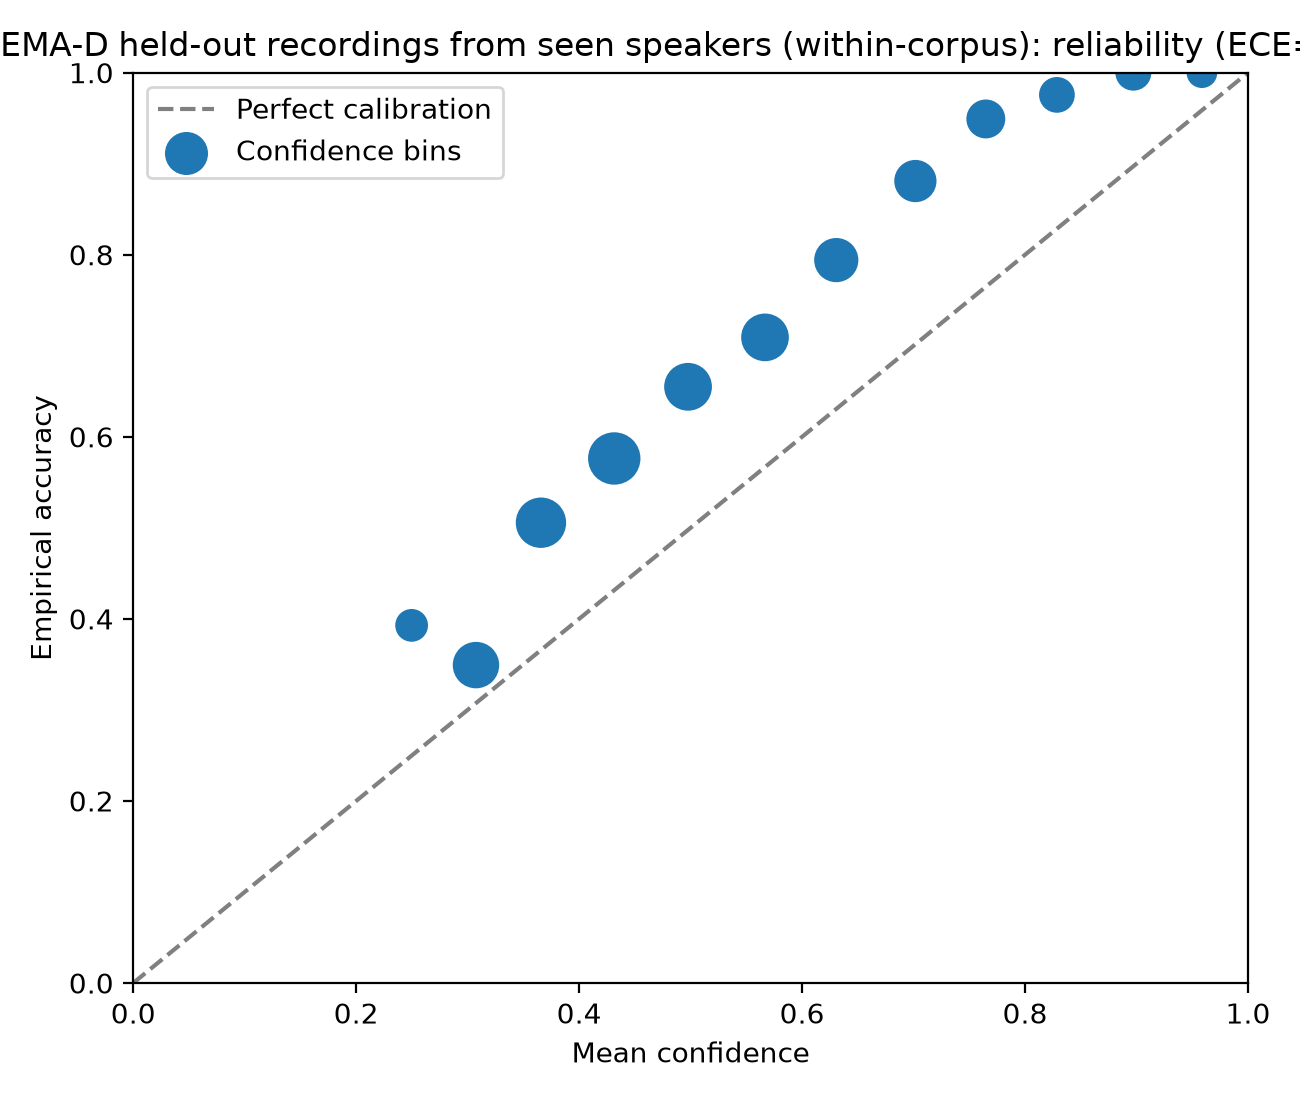 EMA-D held-out recordings from seen speakers (within-corpus): reliability (ECE=
1.0
Perfect calibration
Confidence bins
0.8
0.6
0.4
0.2
0.0
Empirical accuracy
0.0 0.2 0.4 0.6 0.8 1.0
Mean confidence